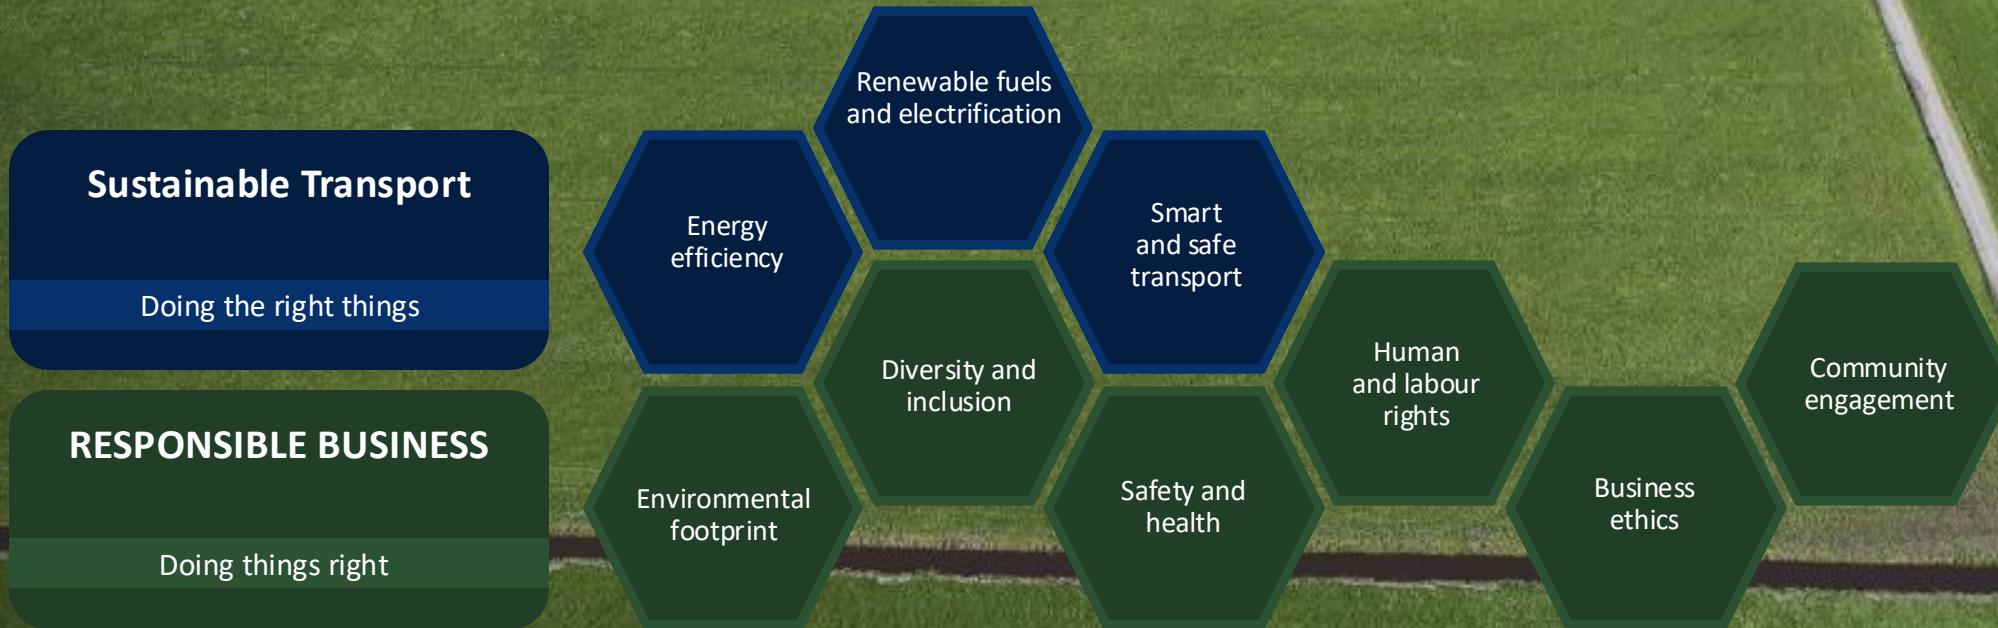 Sustainable Transport
Doing the right things
RESPONSIBLE BUSINESS
Doing things right
Renewable fuels
and electrification
Energy
efficiency
Smart
and safe
transport
Diversity and
inclusion
Human
and labour
rights
Community
engagement
Environmental
footprint
Safety and
health
Business
ethics